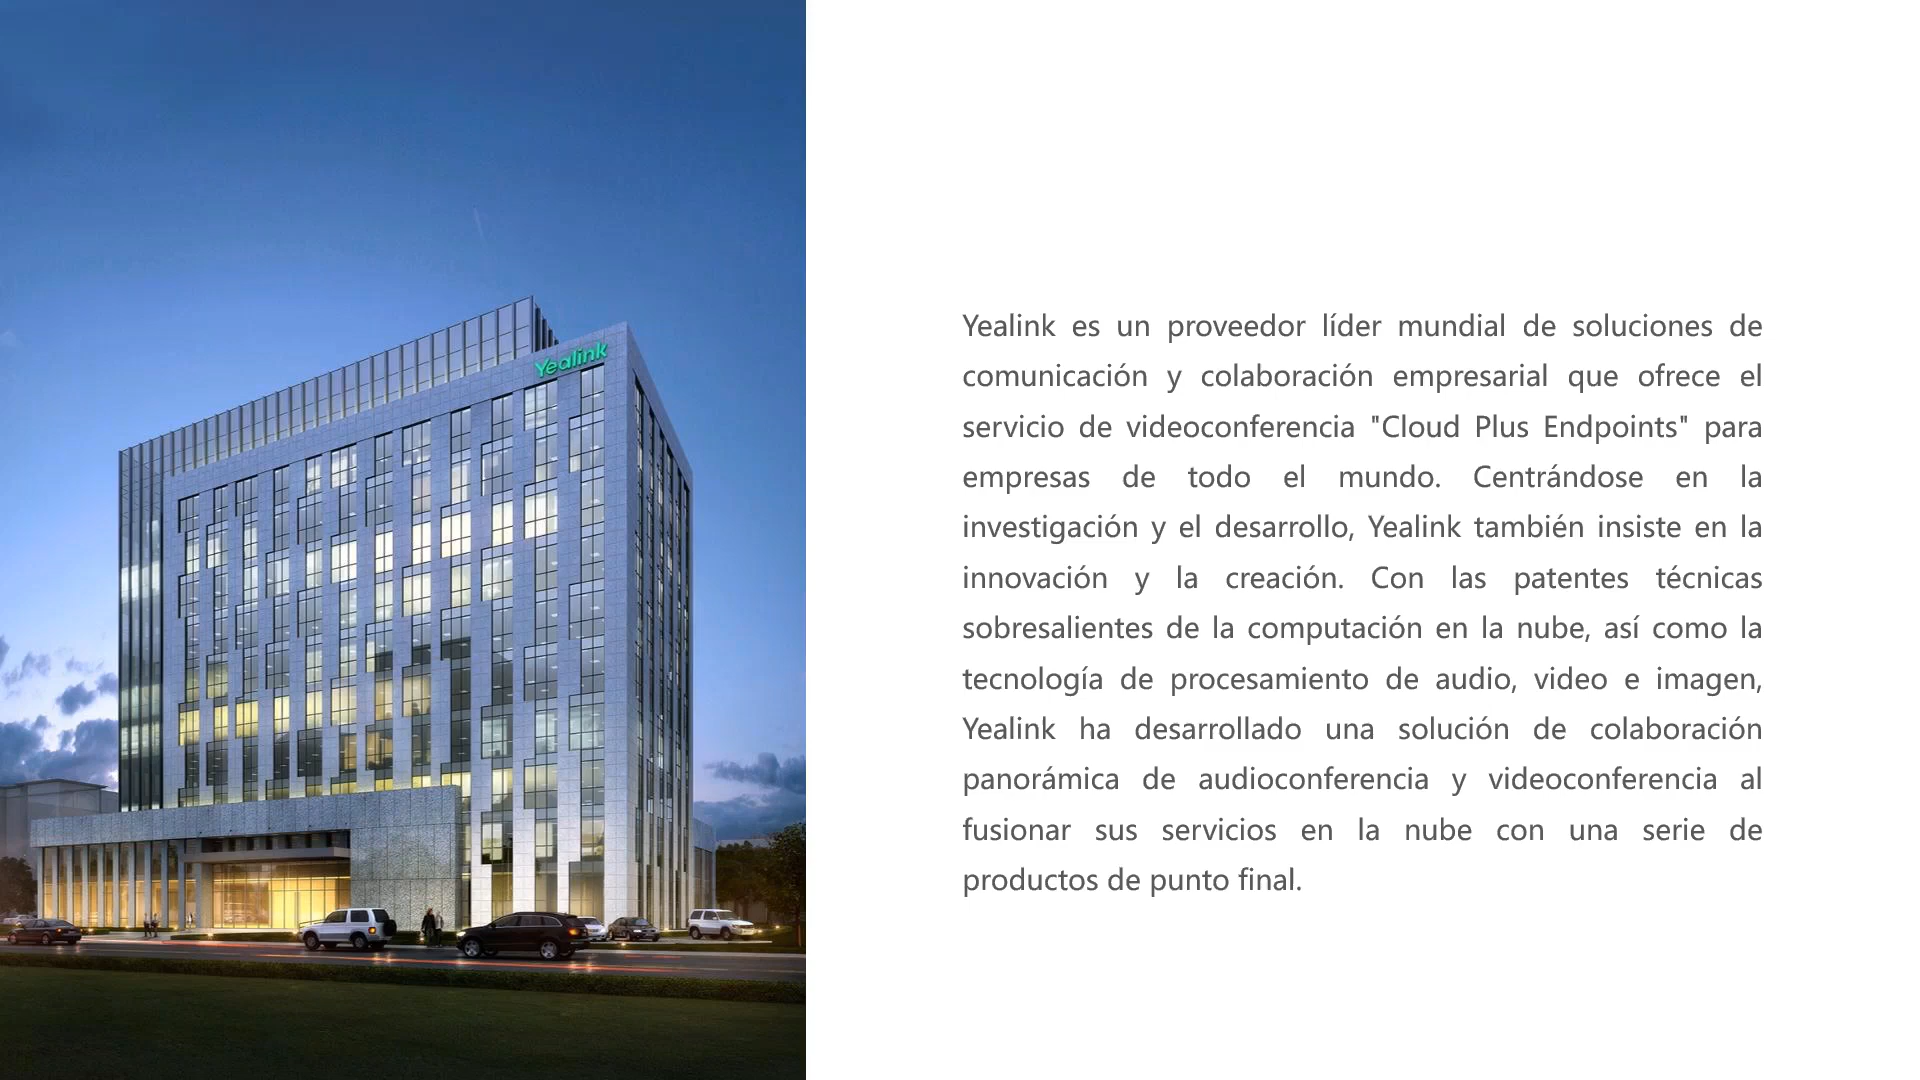 Yealink
Yealink es un proveedor líder mundial de soluciones de
comunicación y colaboración empresarial que ofrece el
servicio de videoconferencia "Cloud Plus Endpoints" para
empresas de todo el mundo. Centrándose en la
investigación y el desarrollo, Yealink también insiste en la
innovación y la creación. Con las patentes técnicas
sobresalientes de la computación en la nube, así como la
tecnología de procesamiento de audio, video e imagen,
Yealink ha desarrollado una solución de colaboración
panorámica de audioconferencia y videoconferencia al
fusionar sus servicios en la nube con una serie de
productos de punto final.